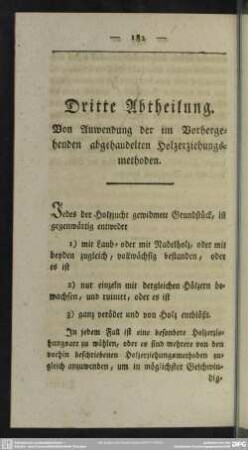 — 182 —
Dritte Abtheilung.
Von Anwendung der im Vorherge-
henden abgehandelten Holzerziehungs-
methoden.
Jedes der Holzzucht gewidmete Grundstück, ist
gegenwärtig entweder
1) mit Laub- oder mit Nadelholz, oder mit
beyden zugleich, vollwüchsig bestanden, oder
es ist
2) nur einzeln mit dergleichen Hölzern be-
wachsen, und ruinirt, oder es ist
3) ganz verödet und von Holz entblößt.
In jedem Fall ist eine besondere Holzerzie-
hungsart zu wählen, oder es sind mehrere von den
vorhin beschriebenen Holzerziehungsmethoden zu-
gleich anzuwenden, um in möglichster Geschwin-
dig-